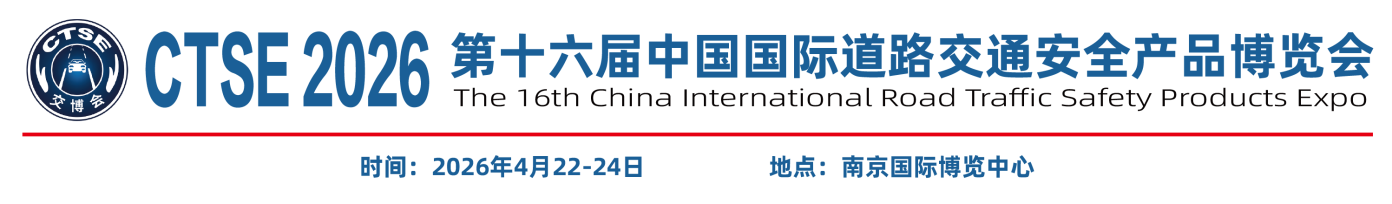 CTSE
交博会
CTSE 2026
第十六届中国国际道路交通安全产品博览会
The 16th China International Road Traffic Safety Products Expo
时间：2026年4月22-24日
地点：南京国际博览中心